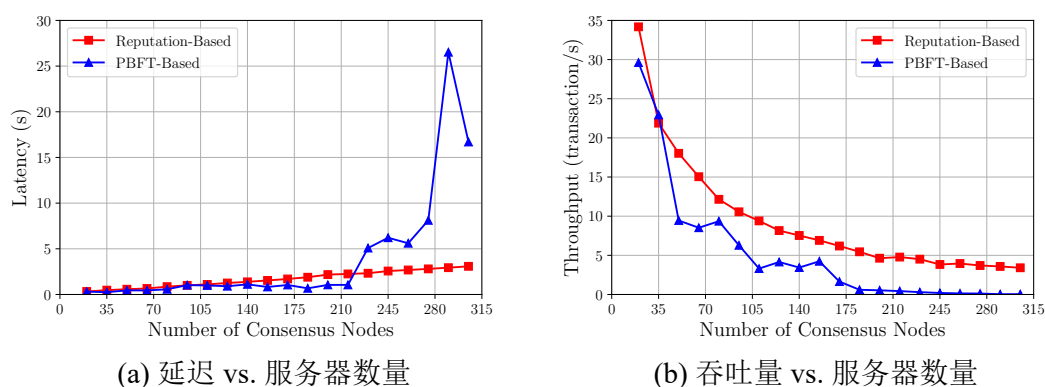 30
25
20
15
10
5
0
Latency (s)
Reputation-Based
PBFT-Based
0 35 70 105 140 175 210 245 280 315
Number of Consensus Nodes
(a) 延迟 vs. 服务器数量
35
30
25
20
15
10
5
0
Throughput (transaction/s)
Reputation-Based
PBFT-Based
0 35 70 105 140 175 210 245 280 315
Number of Consensus Nodes
(b) 吞吐量 vs. 服务器数量